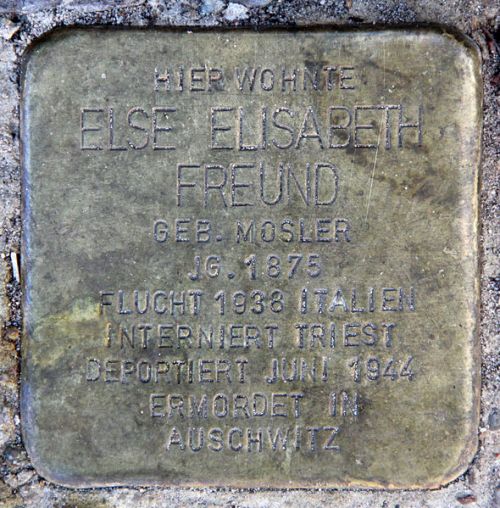 HIER WOHNTE
ELSE ELISABETH
FREUND
GEB. MOSLER
JG. 1875
FLUCHT 1938 ITALIEN
INTERNIERT TRIEST
DEPORTIERT JUNI 1944
ERMORDET IN
AUSCHWITZ